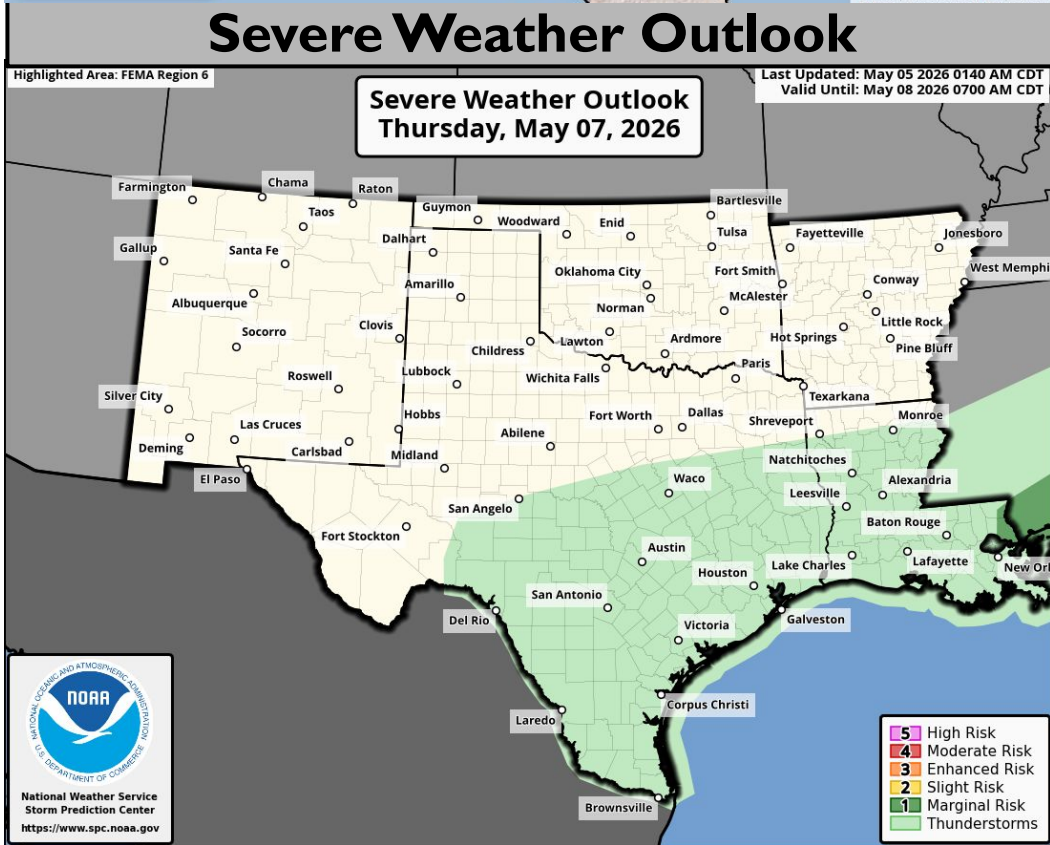 Severe Weather Outlook
Highlighted Area: FEMA Region 6
Last Updated: May 05 2026 0140 AM CDT
Valid Until: May 08 2026 0700 AM CDT
Severe Weather Outlook
Thursday, May 07, 2026
Farmington
Chama
Raton
Taos
Guymon
Woodward
Enid
Bartlesville
Tulsa
Fayetteville
Jonesboro
Gallup
Santa Fe
Dalhart
Oklahoma City
Fort Smith
West Memphi
Albuquerque
Amarillo
Norman
McAlester
Conway
Socorro
Clovis
Childress
Lawton
Ardmore
Hot Springs
Little Rock
Pine Bluff
Roswell
Lubbock
Wichita Falls
Paris
Texarkana
Silver City
Las Cruces
Hobbs
Fort Worth
Dallas
Shreveport
Monroe
Deming
Carlsbad
Midland
Abilene
Natchitoches
El Paso
San Angelo
Waco
Leesville
Alexandria
Fort Stockton
Baton Rouge
Austin
Houston
Lake Charles
Lafayette
New Orl
Del Rio
San Antonio
Victoria
Galveston
Laredo
Corpus Christi
Brownsville
NATIONAL OCEANIC AND ATMOSPHERIC ADMINISTRATION
NOAA
U.S. DEPARTMENT OF COMMERCE
National Weather Service
Storm Prediction Center
https://www.spc.noaa.gov
5 High Risk
4 Moderate Risk
3 Enhanced Risk
2 Slight Risk
1 Marginal Risk
Thunderstorms